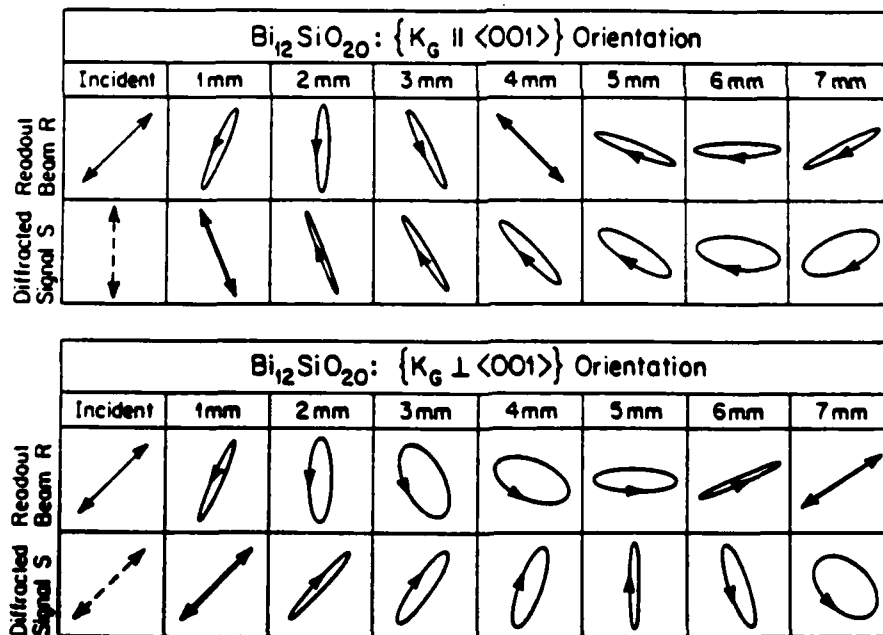 Bi12SiO20: {KG || <001>} Orientation
Incident 1mm 2mm 3mm 4mm 5mm 6mm 7mm
Readout Beam R
Diffracted Signal S
Bi12SiO20: {KG ⊥ <001>} Orientation
Incident 1mm 2mm 3mm 4mm 5mm 6mm 7mm
Readout Beam R
Diffracted Signal S